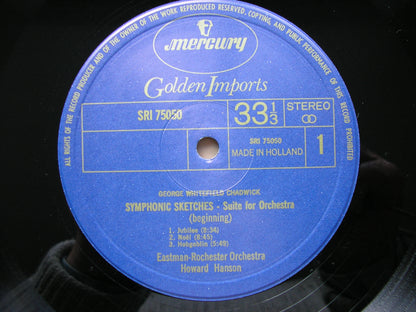 ALL RIGHTS OF THE RECORD PRODUCER AND OF THE OWNER OF THE WORK REPRODUCED RESERVED. COPYING, AND PUBLIC PERFORMANCE OF THIS RECORD PROHIBITED
mercury
Golden Imports
SRI 75050
33 1/3
STEREO
SRI 75050
MADE IN HOLLAND
1
GEORGE WHITEFIELD CHADWICK
SYMPHONIC SKETCHES - Suite for Orchestra
(beginning)
1. Jubilee (8:34)
2. Noël (8:45)
3. Hobgoblin (5:49)
Eastman-Rochester Orchestra
Howard Hanson